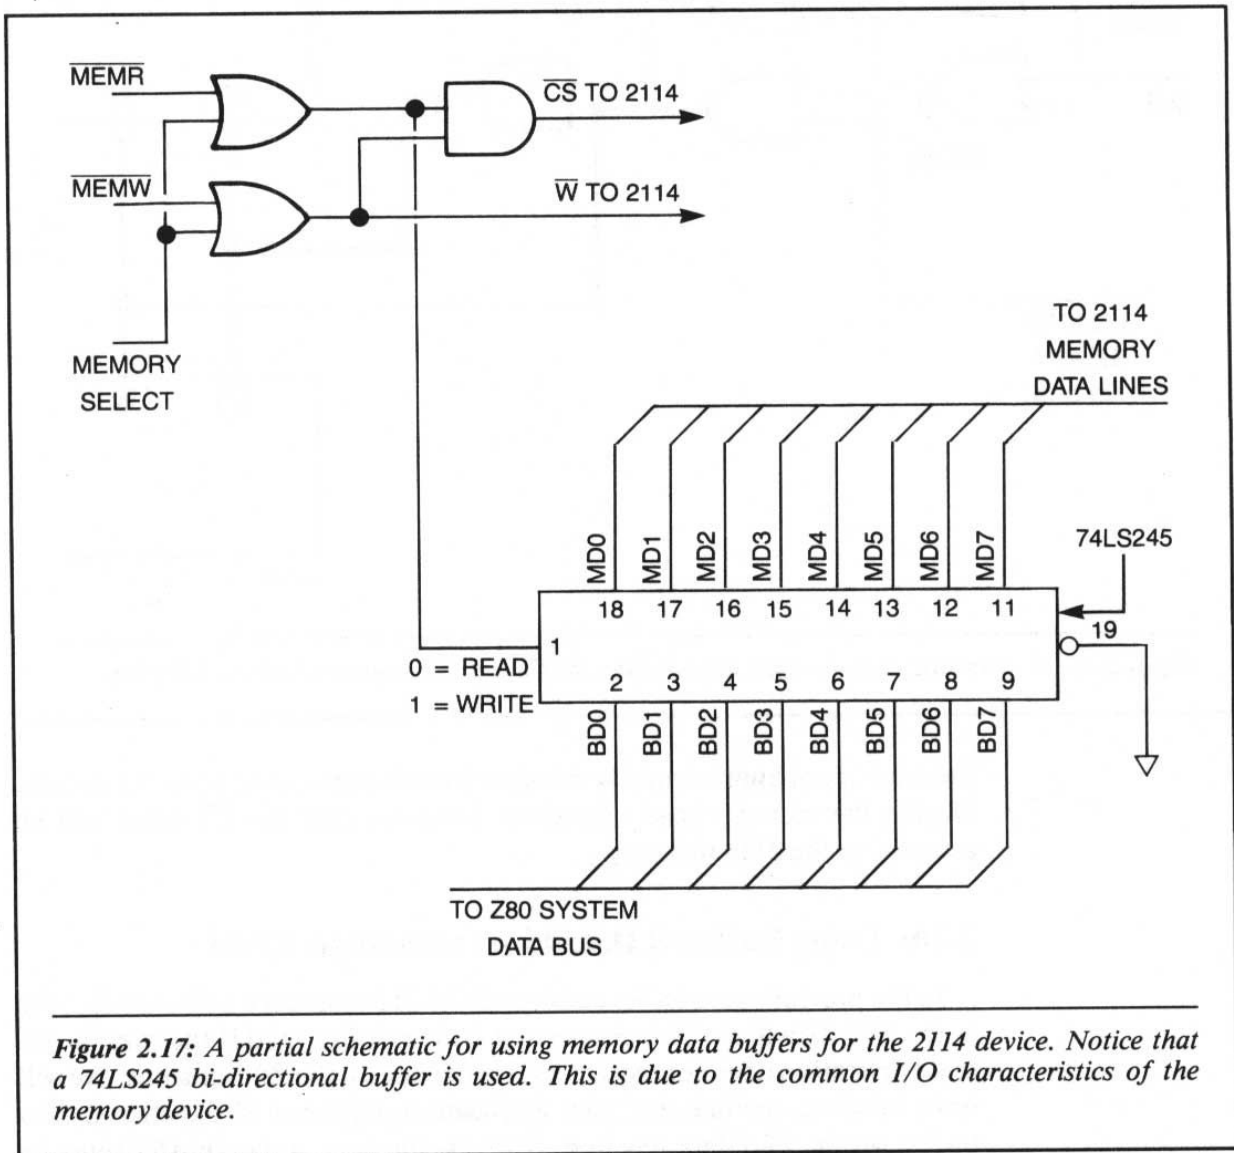 M̅E̅M̅R̅
C̅S̅ TO 2114
M̅E̅M̅W̅
W̅ TO 2114
MEMORY
SELECT
TO 2114
MEMORY
DATA LINES
MD0 MD1 MD2 MD3 MD4 MD5 MD6 MD7
74LS245
18 17 16 15 14 13 12 11
19
1
0 = READ
1 = WRITE
2 3 4 5 6 7 8 9
BD0 BD1 BD2 BD3 BD4 BD5 BD6 BD7
TO Z80 SYSTEM
DATA BUS
Figure 2.17: A partial schematic for using memory data buffers for the 2114 device. Notice that
a 74LS245 bi-directional buffer is used. This is due to the common I/O characteristics of the
memory device.